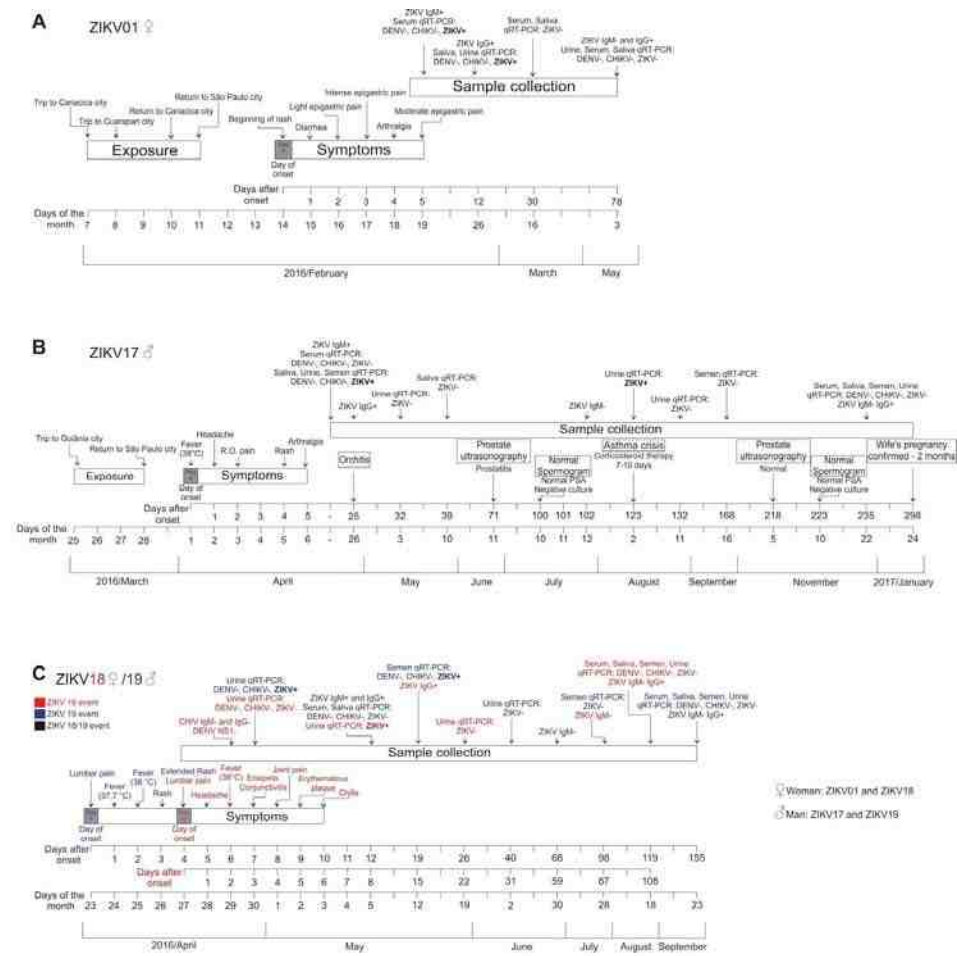 A
ZIKV01 ♀
ZIKV IgM+
Serum qRT-PCR:
DENV-, CHIKV-, ZIKV+
ZIKV IgG+
Saliva, Urine qRT-PCR:
DENV-, CHIKV-, ZIKV+
Serum, Saliva
qRT-PCR: ZIKV-
ZIKV IgM- and IgG+
Urine, Serum, Saliva qRT-PCR:
DENV-, CHIKV-, ZIKV-
Sample collection
Trip to Cariacica city
Trip to Guarapari city
Return to Cariacica city
Return to São Paulo city
Exposure
Beginning of rash
Diarrhea
Light epigastric pain
Intense epigastric pain
Arthralgia
Moderate epigastric pain
Symptoms
Day of
onset
Days after
onset
1 2 3 4 5 12 30 78
Days of the
month
7 8 9 10 11 12 13 14 15 16 17 18 19 26 16 3
2016/February March May
B
ZIKV17 ♂
ZIKV IgM+
Serum qRT-PCR:
DENV-, CHIKV-, ZIKV-
Saliva, Urine, Semen qRT-PCR:
DENV-, CHIKV-, ZIKV+
ZIKV IgG+
Urine qRT-PCR:
ZIKV-
Saliva qRT-PCR:
ZIKV-
ZIKV IgM-
Urine qRT-PCR:
ZIKV+
Urine qRT-PCR:
ZIKV-
Semen qRT-PCR:
ZIKV-
Serum, Saliva, Semen, Urine
qRT-PCR: DENV-, CHIKV-, ZIKV-
ZIKV IgM- IgG+
Sample collection
Trip to Goiânia city
Return to São Paulo city
Exposure
Fever
(38°C)
Headache
R.O. pain
Rash
Arthralgia
Symptoms
Day of
onset
Orchitis
Prostate
ultrasonography
Prostatitis
Normal
Spermogram
Normal PSA
Negative culture
Asthma crisis
Corticosteroid therapy
7-10 days
Prostate
ultrasonography
Normal
Normal
Spermogram
Normal PSA
Negative culture
Wife's pregnancy
confirmed - 2 months
Days after
onset
1 2 3 4 5 - 25 32 39 71 100 101 102 123 132 168 218 223 235 298
Days of the
month
25 26 27 28 1 2 3 4 5 6 - 26 3 10 11 10 11 12 2 11 16 5 10 22 24
2016/March April May June July August September November 2017/January
C
ZIKV18♀/19♂
ZIKV 18 event
ZIKV 19 event
ZIKV 18/19 event
CHIV IgM- and IgG-
DENV NS1-
Urine qRT-PCR:
DENV-, CHIKV-, ZIKV+
Urine qRT-PCR:
DENV-, CHIKV-, ZIKV-
ZIKV IgM+ and IgG+
Serum, Saliva qRT-PCR:
DENV-, CHIKV-, ZIKV-
Urine qRT-PCR: ZIKV+
Semen qRT-PCR:
DENV-, CHIKV-, ZIKV+
ZIKV IgG+
Urine qRT-PCR:
ZIKV-
Urine qRT-PCR:
ZIKV-
ZIKV IgM-
Semen qRT-PCR:
ZIKV-
ZIKV IgM-
Serum, Saliva, Semen, Urine
qRT-PCR: DENV-, CHIKV-, ZIKV-
ZIKV IgM- IgG+
Serum, Saliva, Semen, Urine
qRT-PCR: DENV-, CHIKV-, ZIKV-
ZIKV IgM- IgG+
Sample collection
Lumbar pain
Fever
(37.7 °C)
Fever
(38 °C)
Rash
Extended Rash
Lumbar pain
Headache
Fever
(38°C)
Conjunctivitis
Joint pain
Erythematous
plaque
Chills
Symptoms
Day of
onset
Day of
onset
♀ Woman: ZIKV01 and ZIKV18
♂ Man: ZIKV17 and ZIKV19
Days after
onset
1 2 3 4 5 6 7 8 9 10 11 12 19 26 40 68 98 119 155
Days after
onset
1 2 3 4 5 6 7 8 15 22 31 59 87 108
Days of the
month
23 24 25 26 27 28 29 30 1 2 3 4 5 12 19 2 30 28 18 23
2016/April May June July August September